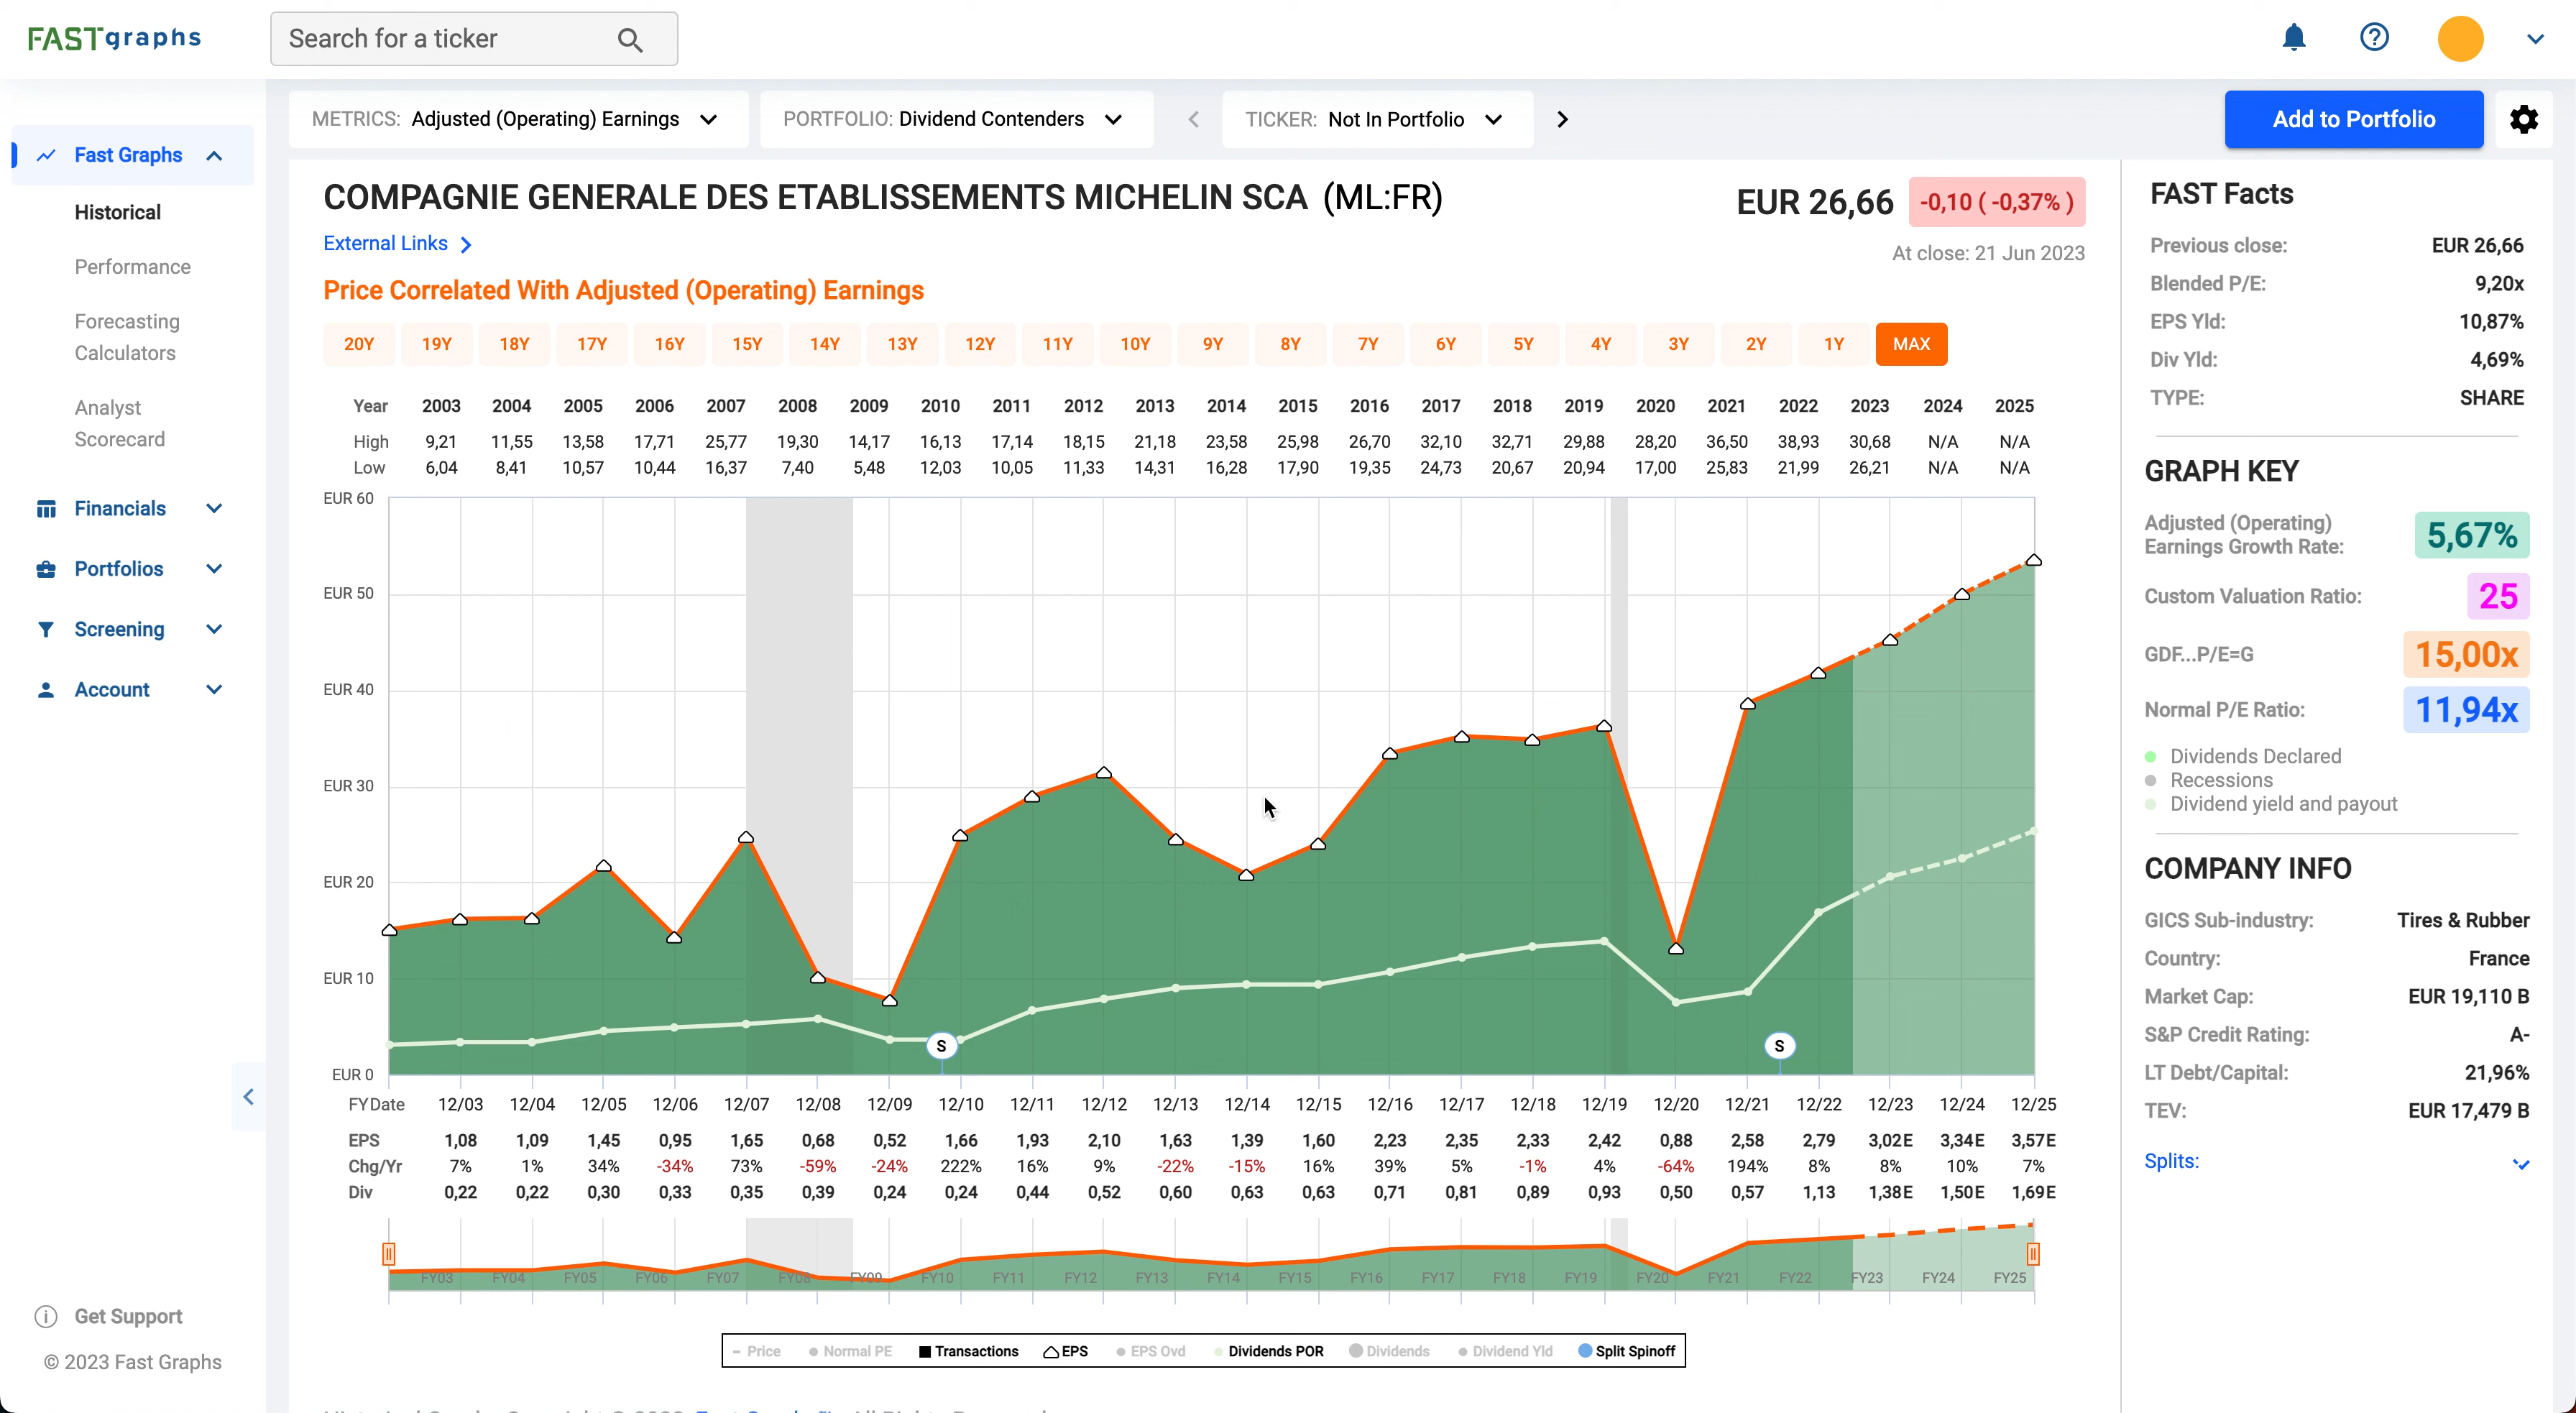 FASTgraphs
Search for a ticker
METRICS: Adjusted (Operating) Earnings
PORTFOLIO: Dividend Contenders
TICKER: Not In Portfolio
Add to Portfolio
Fast Graphs
Historical
Performance
Forecasting
Calculators
Analyst
Scorecard
Financials
Portfolios
Screening
Account
Get Support
© 2023 Fast Graphs
COMPAGNIE GENERALE DES ETABLISSEMENTS MICHELIN SCA (ML:FR)
EUR 26,66 -0,10 ( -0,37% )
External Links
At close: 21 Jun 2023
Price Correlated With Adjusted (Operating) Earnings
20Y 19Y 18Y 17Y 16Y 15Y 14Y 13Y 12Y 11Y 10Y 9Y 8Y 7Y 6Y 5Y 4Y 3Y 2Y 1Y MAX
Year 2003 2004 2005 2006 2007 2008 2009 2010 2011 2012 2013 2014 2015 2016 2017 2018 2019 2020 2021 2022 2023 2024 2025
High 9,21 11,55 13,58 17,71 25,77 19,30 14,17 16,13 17,14 18,15 21,18 23,58 25,98 26,70 32,10 32,71 29,88 28,20 36,50 38,93 30,68 N/A N/A
Low 6,04 8,41 10,57 10,44 16,37 7,40 5,48 12,03 10,05 11,33 14,31 16,28 17,90 19,35 24,73 20,67 20,94 17,00 25,83 21,99 26,21 N/A N/A
EUR 60
EUR 50
EUR 40
EUR 30
EUR 20
EUR 10
S S
EUR 0
FYDate 12/03 12/04 12/05 12/06 12/07 12/08 12/09 12/10 12/11 12/12 12/13 12/14 12/15 12/16 12/17 12/18 12/19 12/20 12/21 12/22 12/23 12/24 12/25
EPS 1,08 1,09 1,45 0,95 1,65 0,68 0,52 1,66 1,93 2,10 1,63 1,39 1,60 2,23 2,35 2,33 2,42 0,88 2,58 2,79 3,02E 3,34E 3,57E
Chg/Yr 7% 1% 34% -34% 73% -59% -24% 222% 16% 9% -22% -15% 16% 39% 5% -1% 4% -64% 194% 8% 8% 10% 7%
Div 0,22 0,22 0,30 0,33 0,35 0,39 0,24 0,24 0,44 0,52 0,60 0,63 0,63 0,71 0,81 0,89 0,93 0,50 0,57 1,13 1,38E 1,50E 1,69E
FY03 FY04 FY05 FY06 FY07 FY08 FY09 FY10 FY11 FY12 FY13 FY14 FY15 FY16 FY17 FY18 FY19 FY20 FY21 FY22 FY23 FY24 FY25
Price Normal PE Transactions EPS EPS Ovd Dividends POR Dividends Dividend Yld Split Spinoff
FAST Facts
Previous close: EUR 26,66
Blended P/E: 9,20x
EPS Yld: 10,87%
Div Yld: 4,69%
TYPE: SHARE
GRAPH KEY
Adjusted (Operating)
Earnings Growth Rate: 5,67%
Custom Valuation Ratio: 25
GDF...P/E=G 15,00x
Normal P/E Ratio: 11,94x
Dividends Declared
Recessions
Dividend yield and payout
COMPANY INFO
GICS Sub-industry: Tires & Rubber
Country: France
Market Cap: EUR 19,110 B
S&P Credit Rating: A-
LT Debt/Capital: 21,96%
TEV: EUR 17,479 B
Splits: